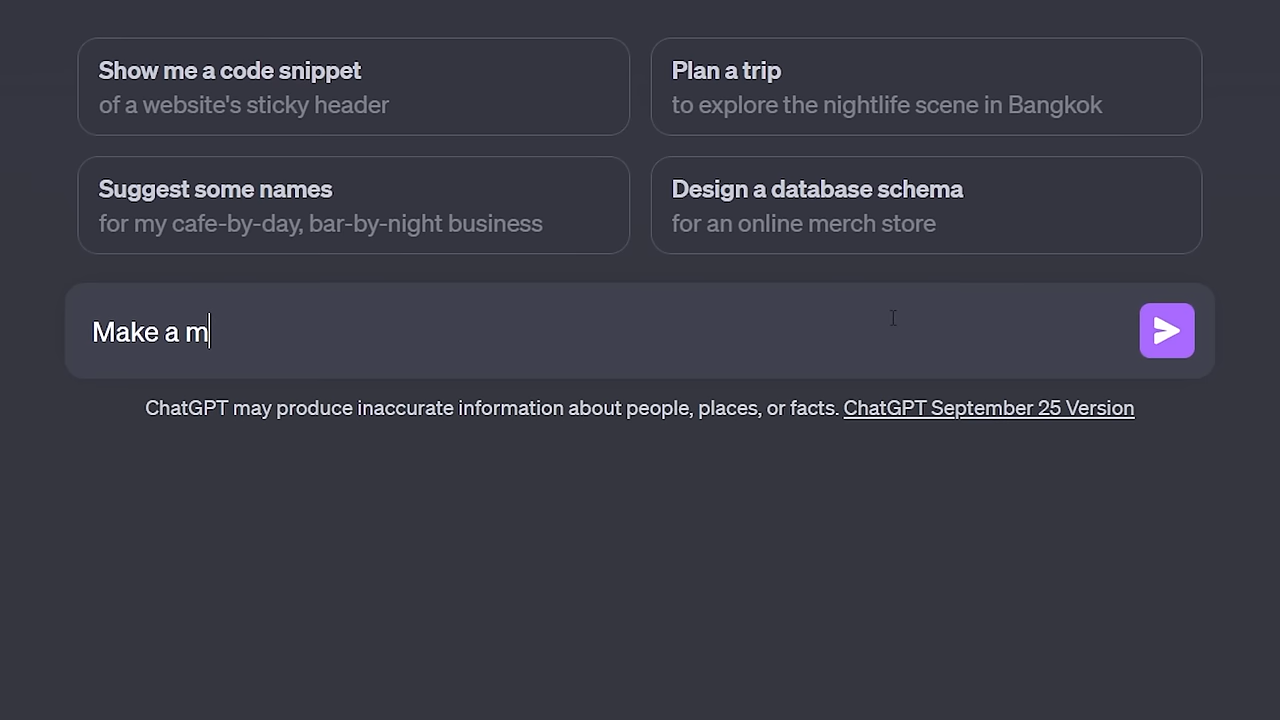 Show me a code snippet
of a website's sticky header
Plan a trip
to explore the nightlife scene in Bangkok
Suggest some names
for my cafe-by-day, bar-by-night business
Design a database schema
for an online merch store
Make a m
ChatGPT may produce inaccurate information about people, places, or facts. ChatGPT September 25 Version